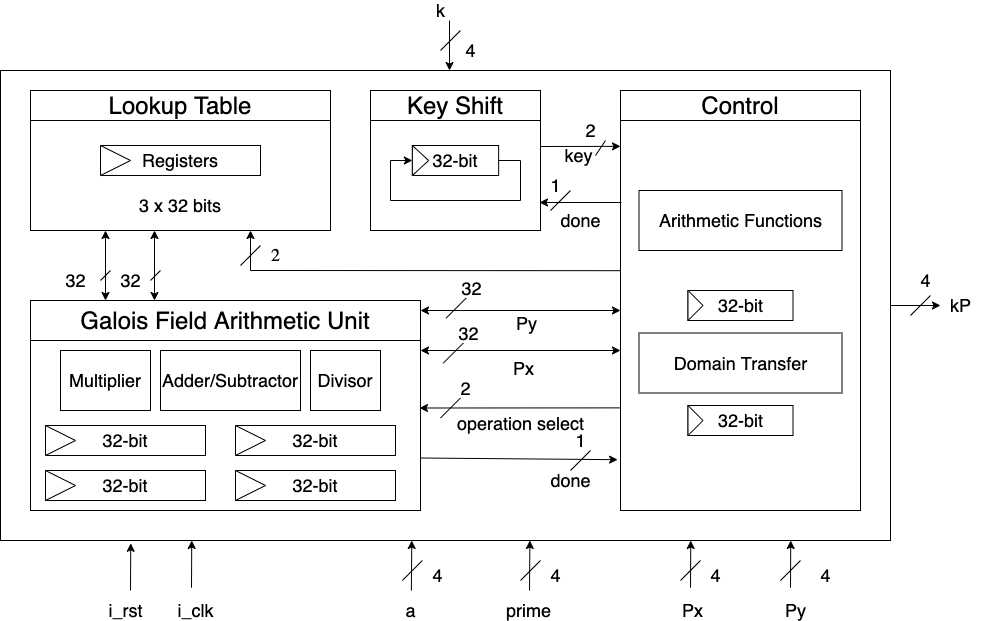 k
4
Lookup Table
Registers
3 x 32 bits
Key Shift
32-bit
2
key
1
done
Control
Arithmetic Functions
32-bit
Domain Transfer
32-bit
2
32
32
Galois Field Arithmetic Unit
Multiplier
Adder/Subtractor
Divisor
32-bit
32-bit
32-bit
32-bit
32
Py
32
Px
2
operation select
1
done
4
kP
4
4
4
4
i_rst
i_clk
a
prime
Px
Py